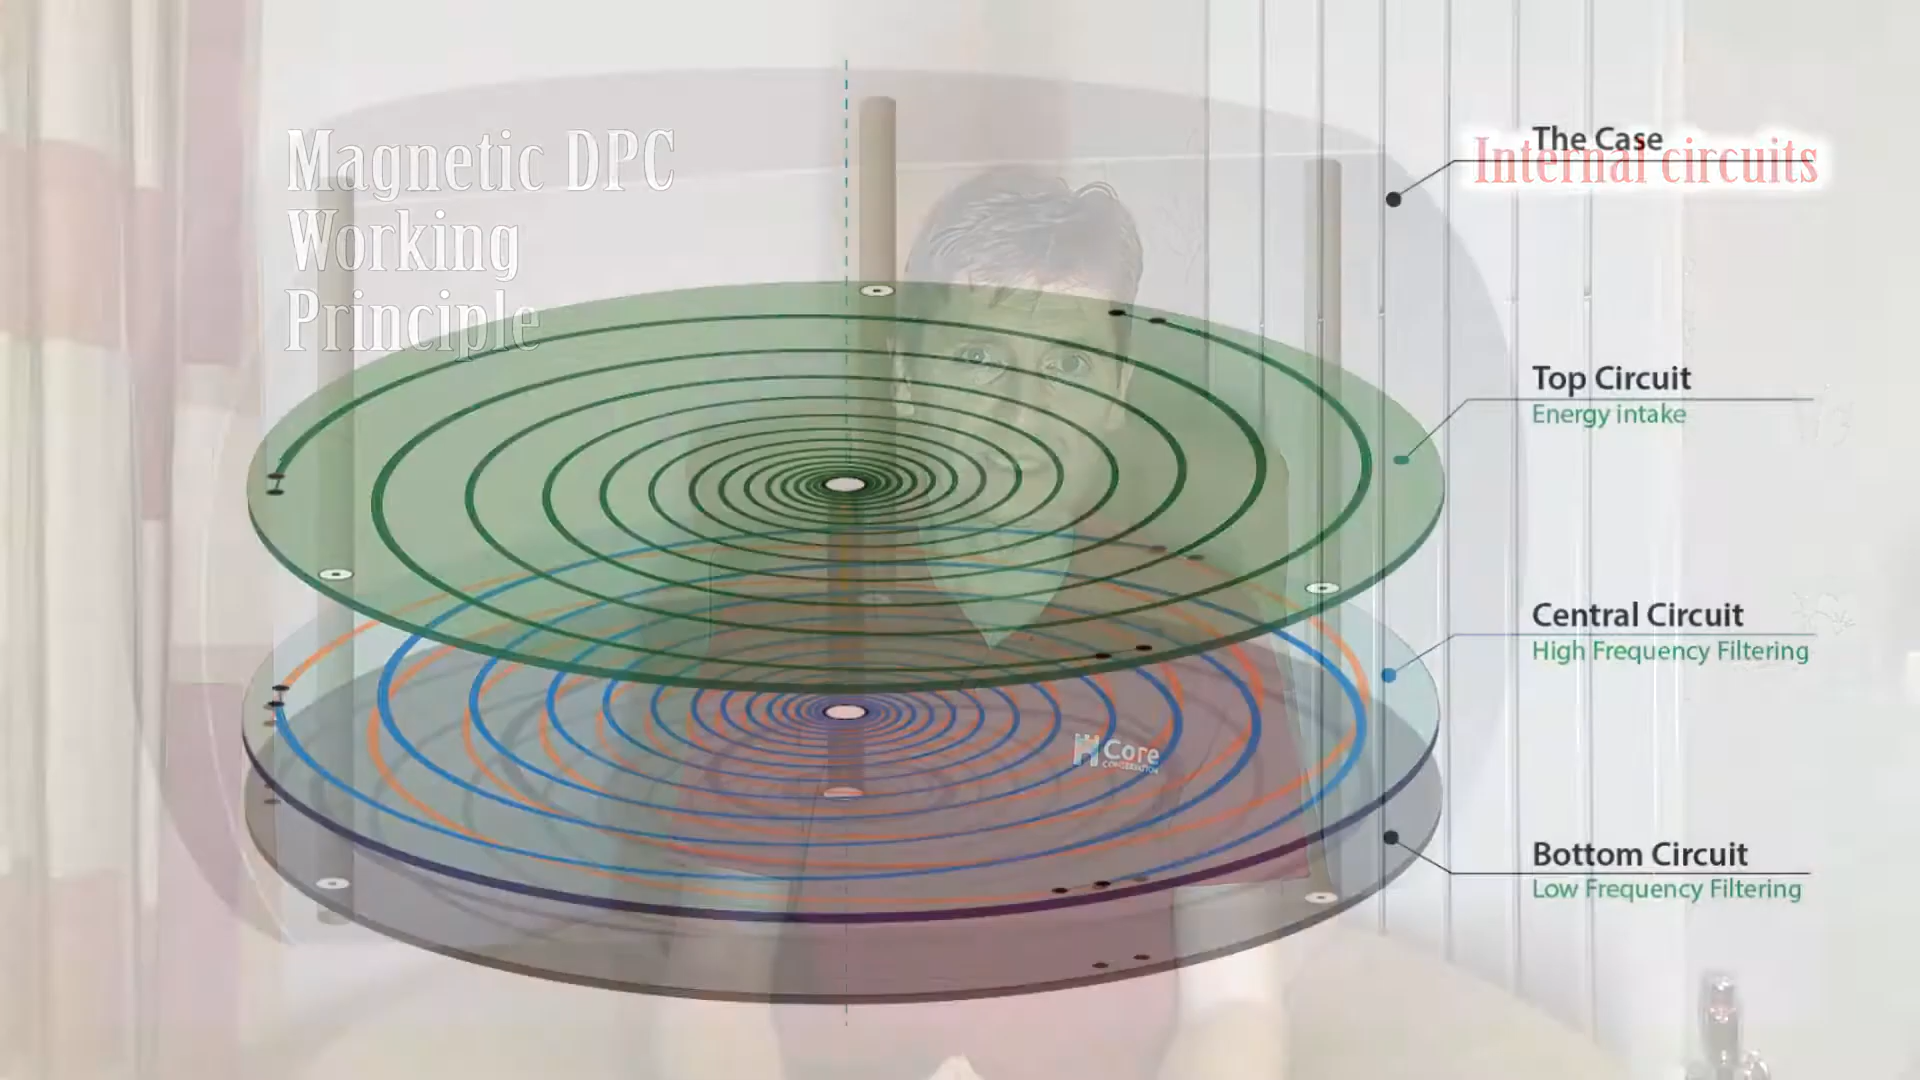 Magnetic DPC
Working
Principle
The Case
Internal circuits
Top Circuit
Energy intake
Central Circuit
High Frequency Filtering
Core
CONSERVATION
Bottom Circuit
Low Frequency Filtering